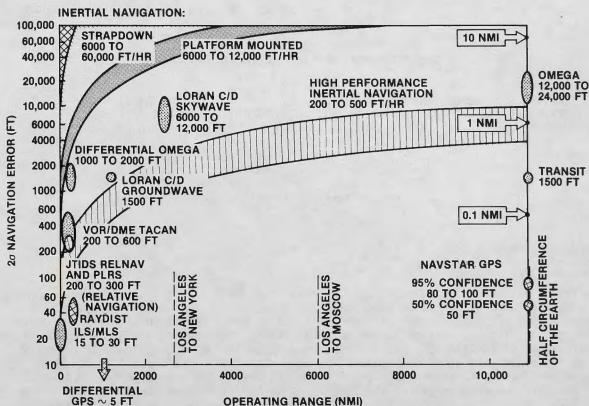 INERTIAL NAVIGATION:
STRAPDOWN
6000 TO
60,000 FT/HR
PLATFORM MOUNTED
6000 TO 12,000 FT/HR
10 NMI
LORAN C/D
SKYWAVE
6000 TO
12,000 FT
HIGH PERFORMANCE
INERTIAL NAVIGATION
200 TO 500 FT/HR
OMEGA
12,000 TO
24,000 FT
1 NMI
DIFFERENTIAL OMEGA
1000 TO 2000 FT
LORAN C/D
GROUNDWAVE
1500 FT
TRANSIT
1500 FT
0.1 NMI
VOR/DME TACAN
200 TO 600 FT
JTIDS RELNAV
AND PLRS
200 TO 300 FT
(RELATIVE
NAVIGATION)
RAYDIST
ILS/MLS
15 TO 30 FT
LOS ANGELES
TO NEW YORK
LOS ANGELES
TO MOSCOW
NAVSTAR GPS
95% CONFIDENCE
80 TO 100 FT
50% CONFIDENCE
50 FT
HALF CIRCUMFERENCE
OF THE EARTH
2σ NAVIGATION ERROR (FT)
100,000
80,000
60,000
40,000
20,000
10,000
6000
4000
2000
1000
600
400
200
100
60
40
20
10
0
2000
4000
6000
8000
10,000
DIFFERENTIAL
GPS ~ 5 FT
OPERATING RANGE (NMI)